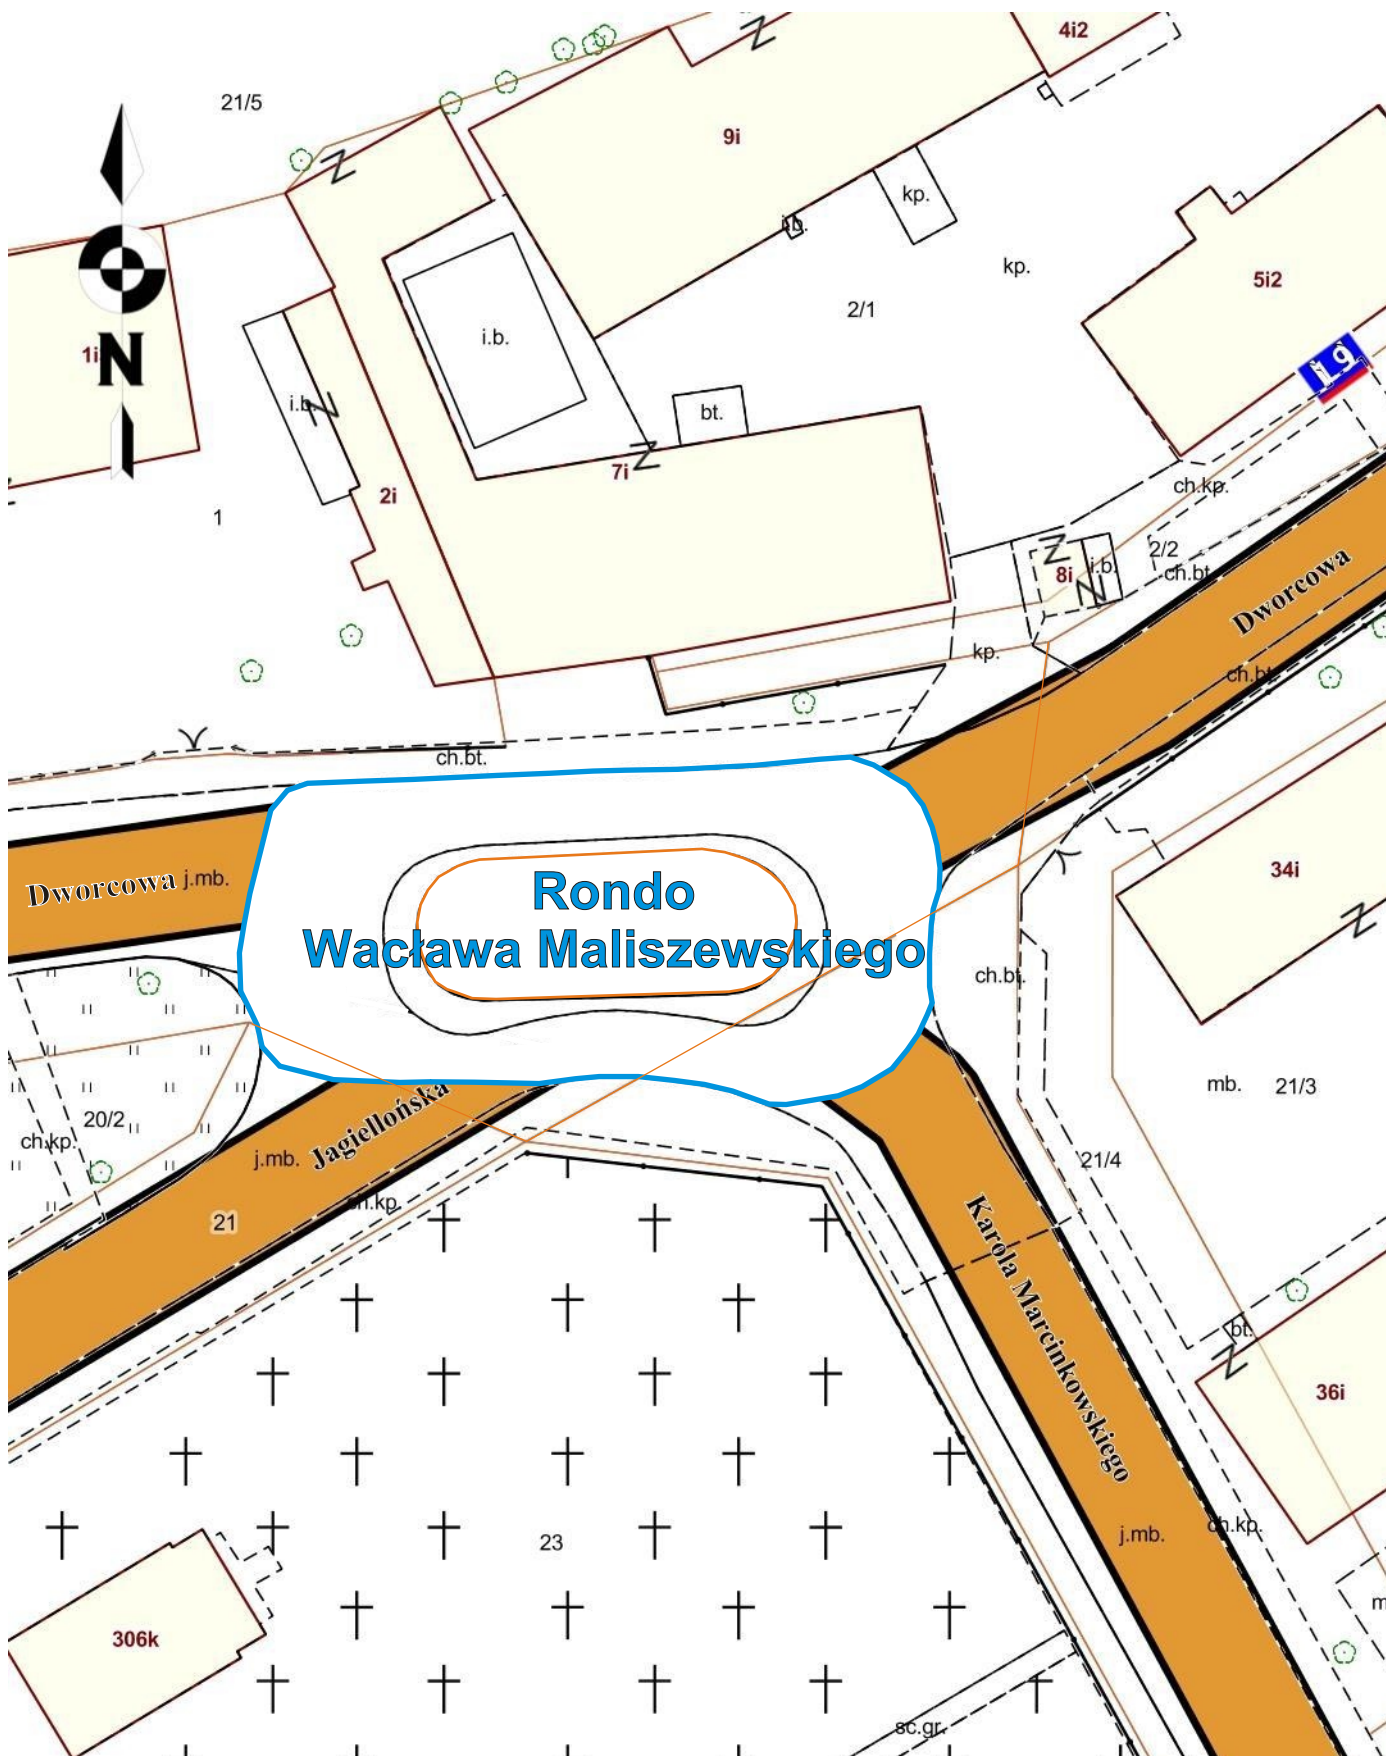 4i2
21/5
9i
kp.
i.b.
kp.
5i2
2/1
i.b.
N
i.b.
bt.
7i
2i
ch.kp.
1
2/2
i.b.
8i
ch.bt.
Dworcowa
kp.
ch.bt.
ch.bt.
34i
Dworcowa
j.mb.
Rondo
Wacława Maliszewskiego
ch.bt.
mb.
21/3
20/2
ch.kp.
Jagiellońska
j.mb.
21/4
ch.kp.
21
Karola Marcinkowskiego
bt.
36i
ch.kp.
j.mb.
23
306k
sc.gr.